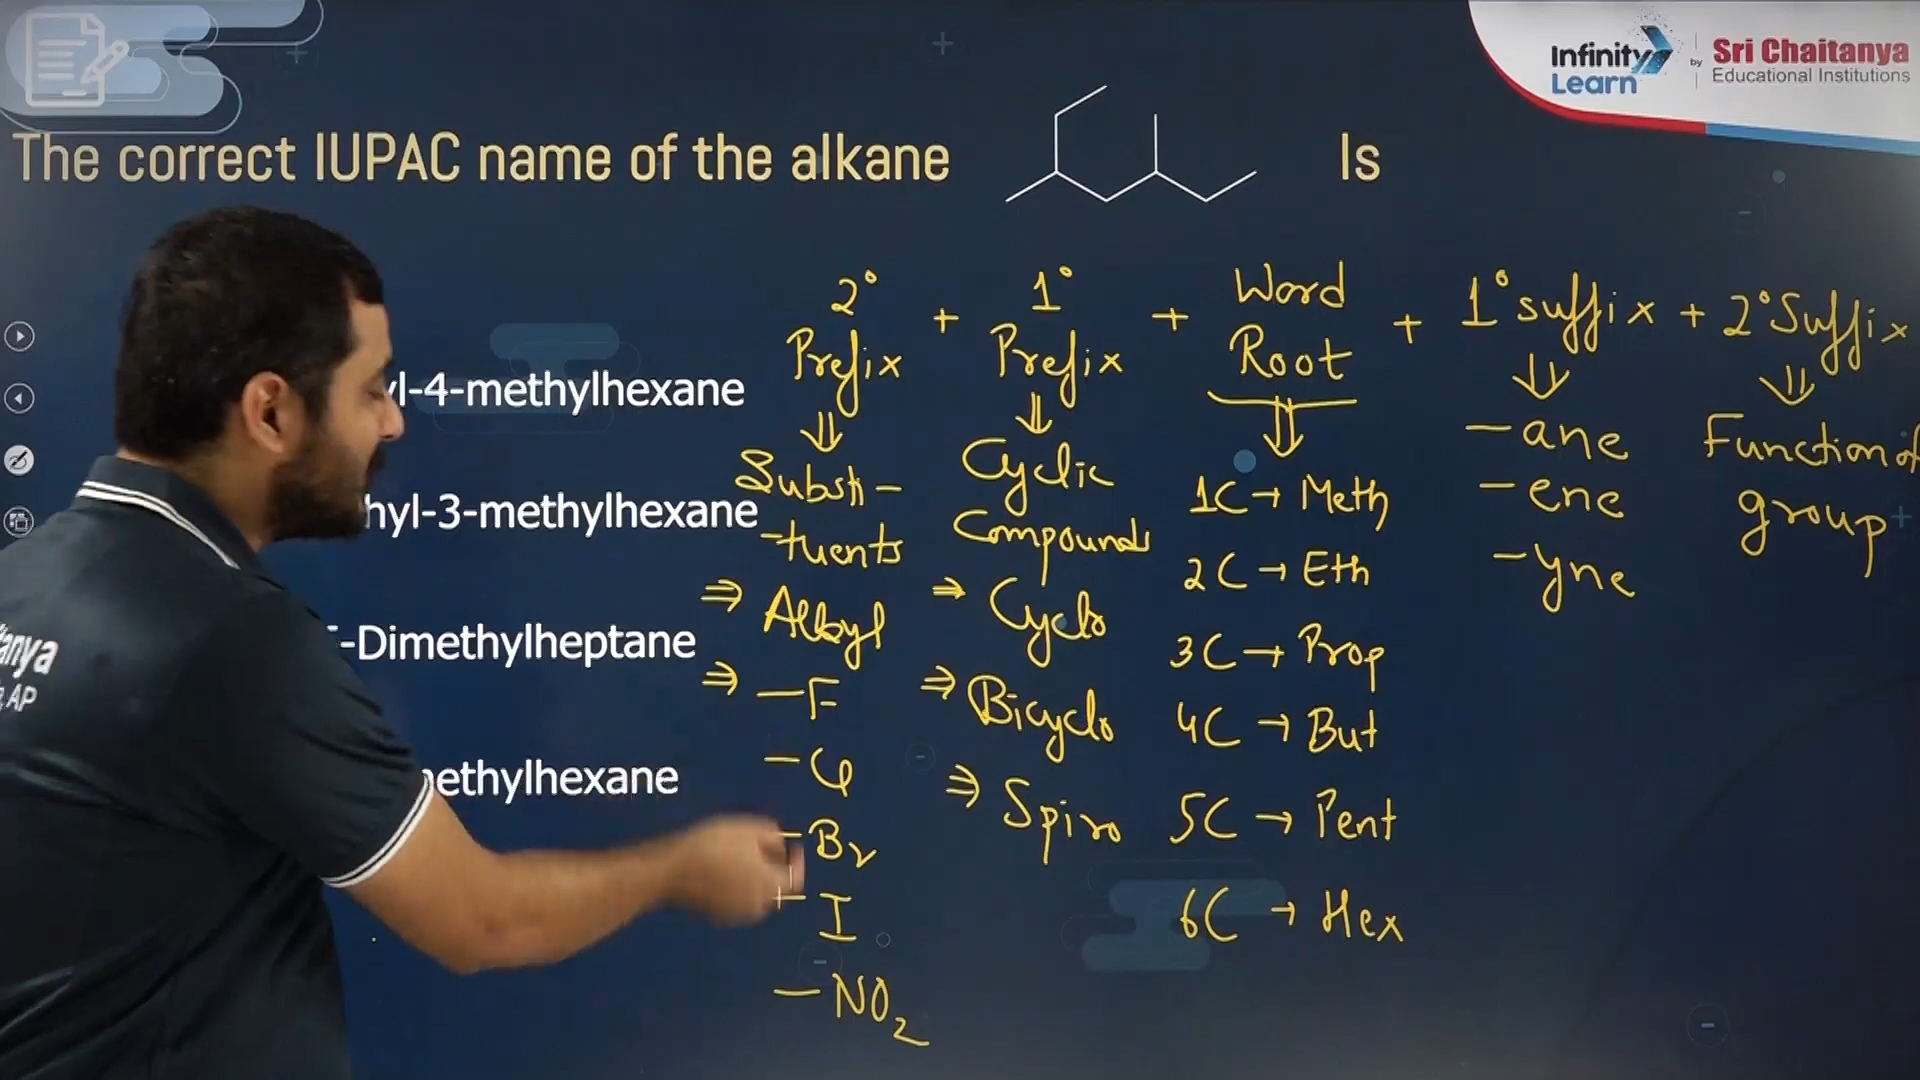 Infinity Learn by Sri Chaitanya Educational Institutions
The correct IUPAC name of the alkane Is
2° Prefix + 1° Prefix + Word Root + 1° suffix + 2° Suffix
yl-4-methylhexane
hyl-3-methylhexane
-Dimethylheptane
methylhexane
Substi-
-tuents
⇒ Alkyl
⇒ -F
-Cl
-Br
-I
-NO2
Cyclic
Compounds
⇒ Cyclo
⇒ Bicyclo
⇒ Spiro
1C → Meth
2C → Eth
3C → Prop
4C → But
5C → Pent
6C → Hex
-ane
-ene
-yne
Function of
group
tanya
, AP